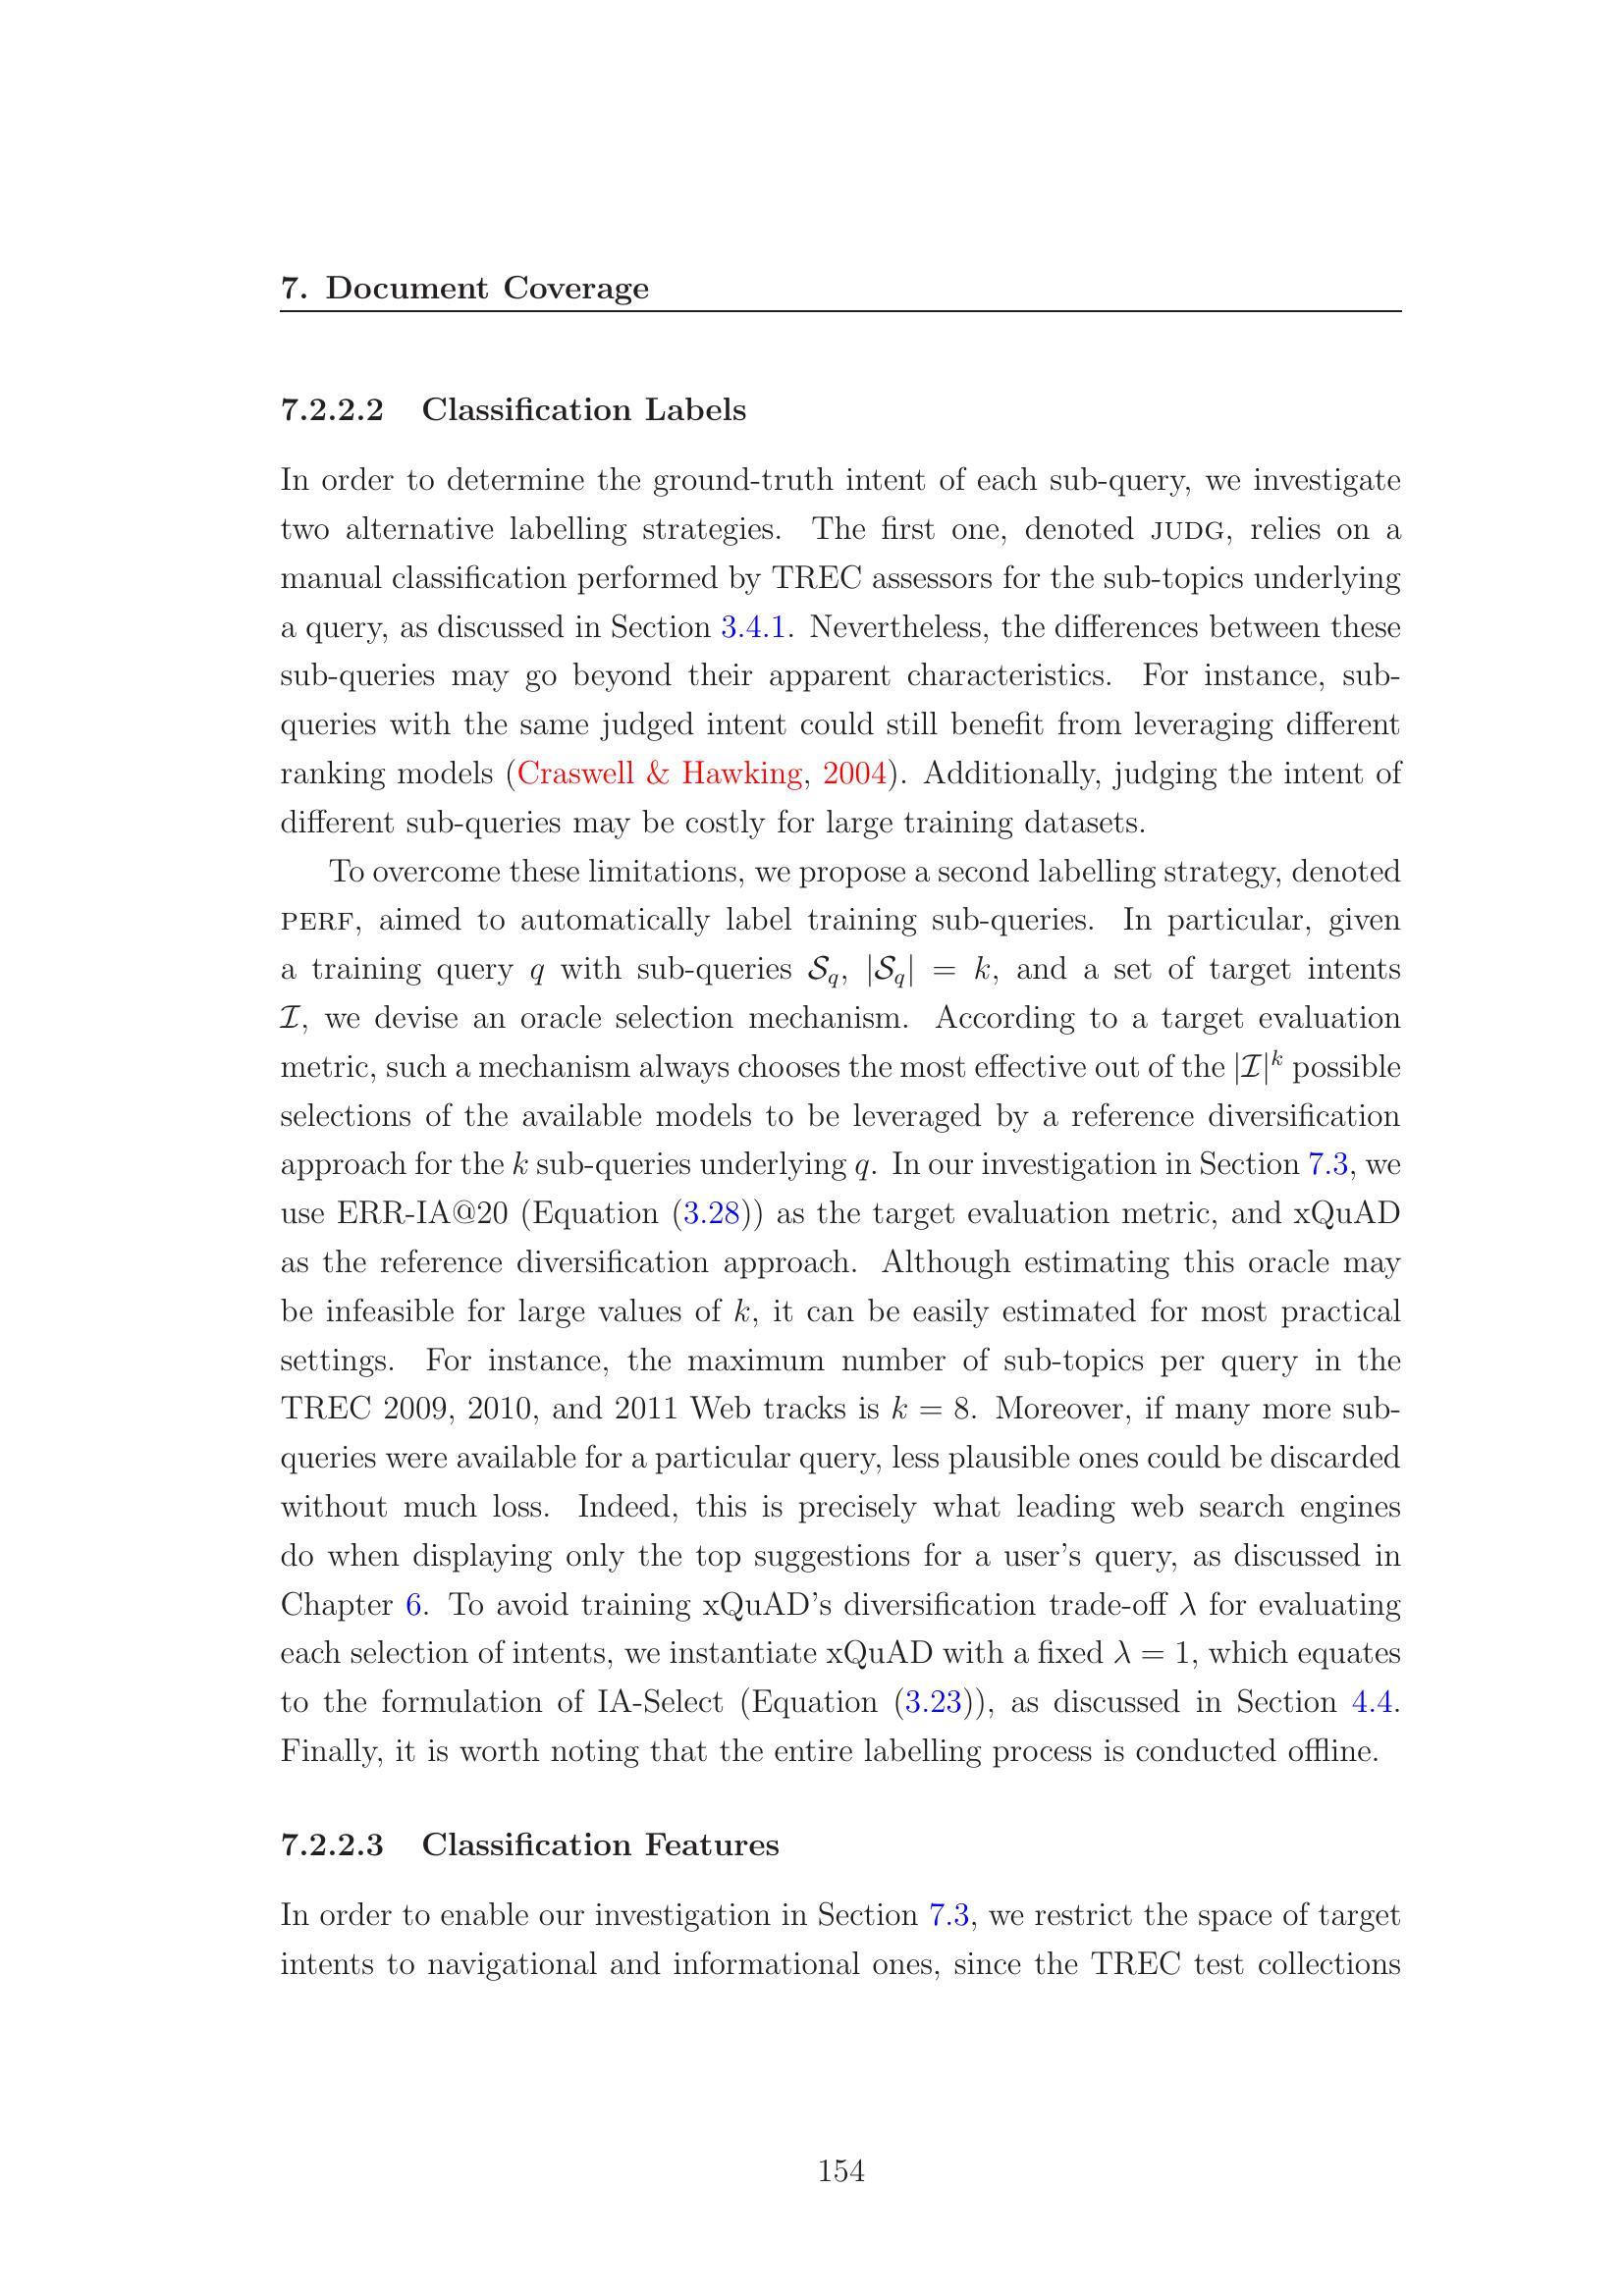 7. Document Coverage
7.2.2.2 Classification Labels
In order to determine the ground-truth intent of each sub-query, we investigate
two alternative labelling strategies. The first one, denoted JUDG, relies on a
manual classification performed by TREC assessors for the sub-topics underlying
a query, as discussed in Section 3.4.1. Nevertheless, the differences between these
sub-queries may go beyond their apparent characteristics. For instance, sub-
queries with the same judged intent could still benefit from leveraging different
ranking models (Craswell & Hawking, 2004). Additionally, judging the intent of
different sub-queries may be costly for large training datasets.
To overcome these limitations, we propose a second labelling strategy, denoted
PERF, aimed to automatically label training sub-queries. In particular, given
a training query q with sub-queries 𝒮_q, |𝒮_q| = k, and a set of target intents
ℐ, we devise an oracle selection mechanism. According to a target evaluation
metric, such a mechanism always chooses the most effective out of the |ℐ|^k possible
selections of the available models to be leveraged by a reference diversification
approach for the k sub-queries underlying q. In our investigation in Section 7.3, we
use ERR-IA@20 (Equation (3.28)) as the target evaluation metric, and xQuAD
as the reference diversification approach. Although estimating this oracle may
be infeasible for large values of k, it can be easily estimated for most practical
settings. For instance, the maximum number of sub-topics per query in the
TREC 2009, 2010, and 2011 Web tracks is k = 8. Moreover, if many more sub-
queries were available for a particular query, less plausible ones could be discarded
without much loss. Indeed, this is precisely what leading web search engines
do when displaying only the top suggestions for a user's query, as discussed in
Chapter 6. To avoid training xQuAD's diversification trade-off λ for evaluating
each selection of intents, we instantiate xQuAD with a fixed λ = 1, which equates
to the formulation of IA-Select (Equation (3.23)), as discussed in Section 4.4.
Finally, it is worth noting that the entire labelling process is conducted offline.
7.2.2.3 Classification Features
In order to enable our investigation in Section 7.3, we restrict the space of target
intents to navigational and informational ones, since the TREC test collections
154